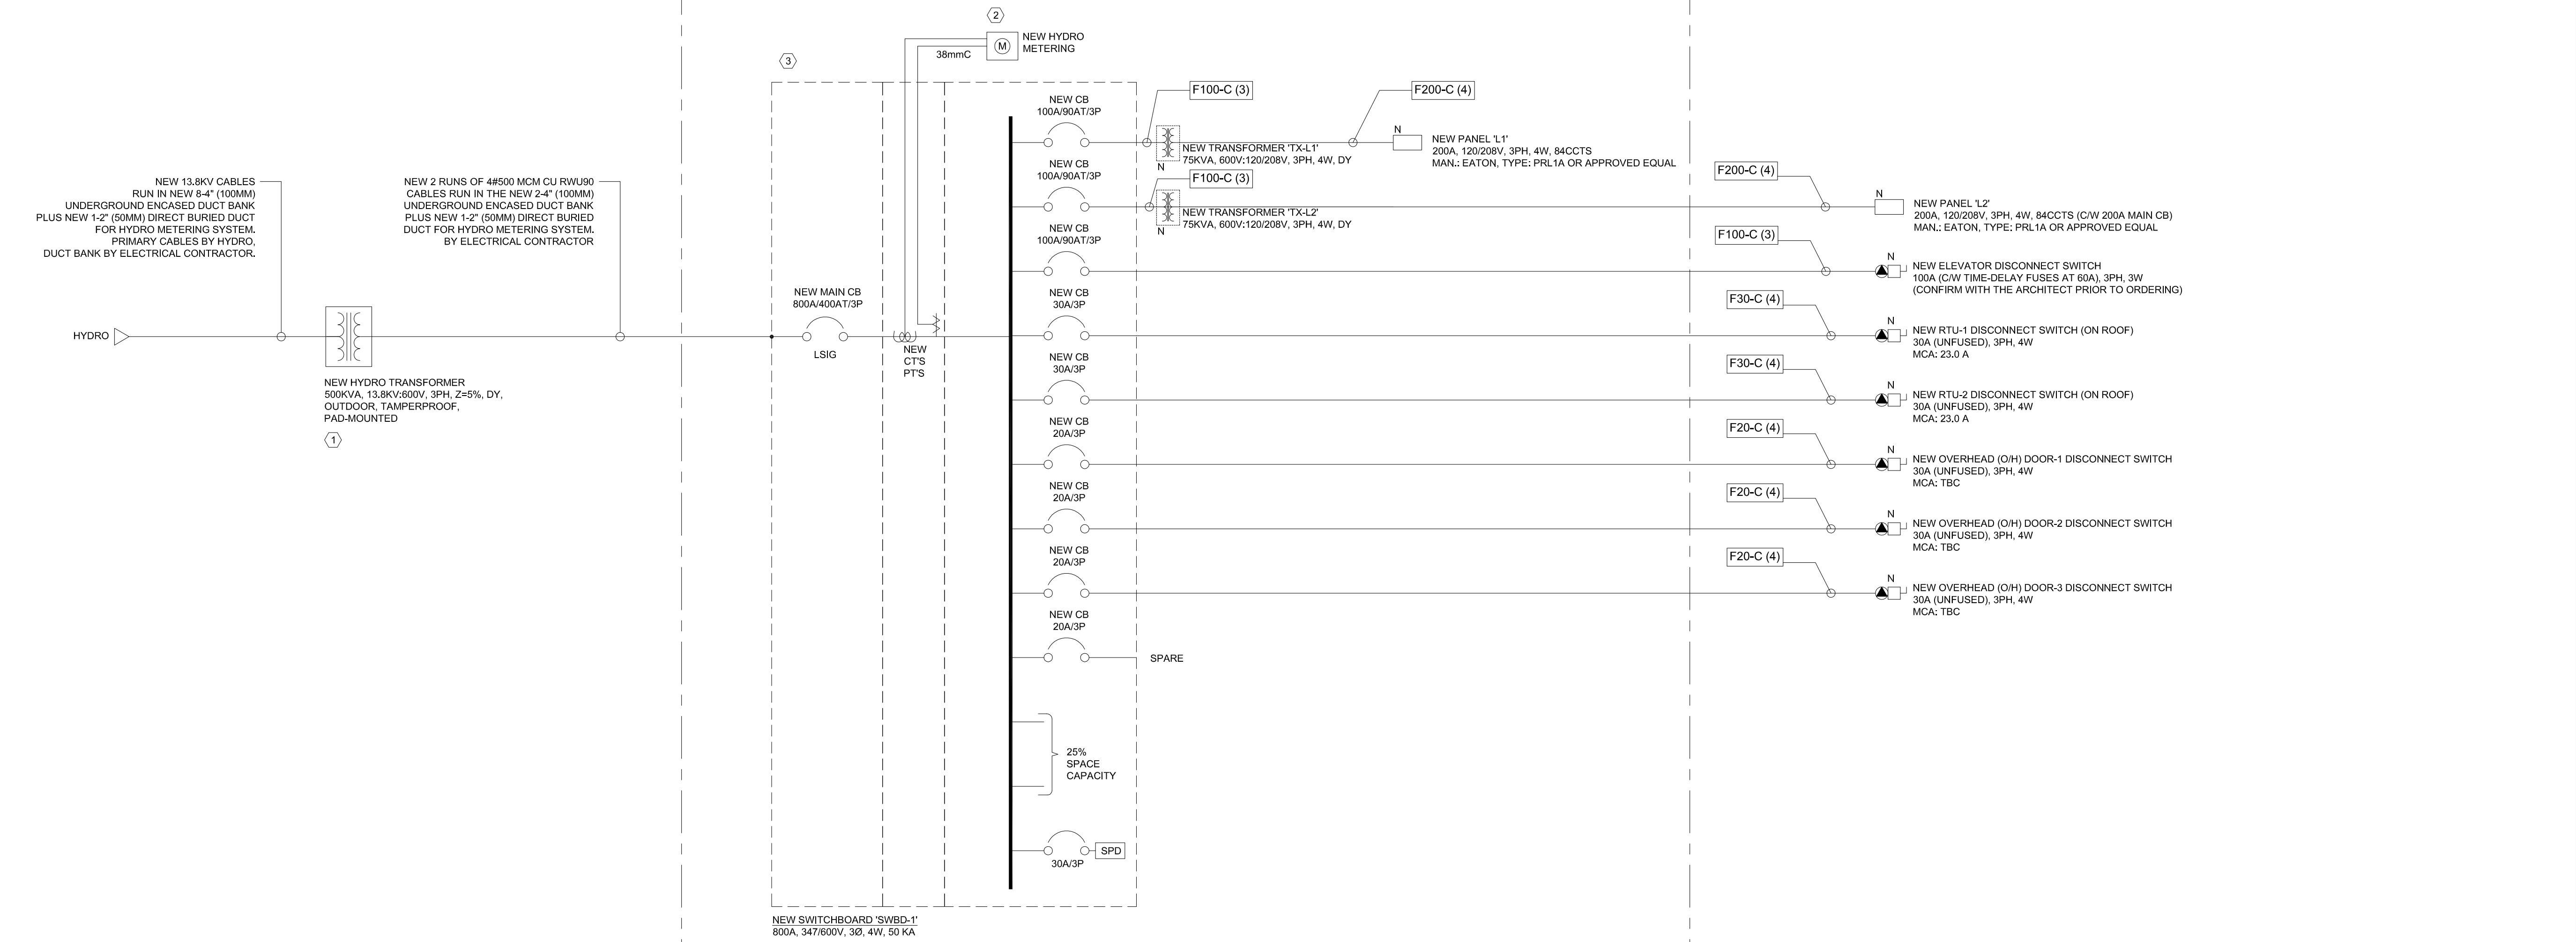 2
M
NEW HYDRO
METERING
38mmC
3
NEW 13.8KV CABLES
RUN IN NEW 8-4" (100MM)
UNDERGROUND ENCASED DUCT BANK
PLUS NEW 1-2" (50MM) DIRECT BURIED DUCT
FOR HYDRO METERING SYSTEM.
PRIMARY CABLES BY HYDRO,
DUCT BANK BY ELECTRICAL CONTRACTOR.
NEW 2 RUNS OF 4#500 MCM CU RWU90
CABLES RUN IN THE NEW 2-4" (100MM)
UNDERGROUND ENCASED DUCT BANK
PLUS NEW 1-2" (50MM) DIRECT BURIED
DUCT FOR HYDRO METERING SYSTEM.
BY ELECTRICAL CONTRACTOR
HYDRO
NEW HYDRO TRANSFORMER
500KVA, 13.8KV:600V, 3PH, Z=5%, DY,
OUTDOOR, TAMPERPROOF,
PAD-MOUNTED
1
NEW MAIN CB
800A/400AT/3P
LSIG
NEW
CT'S
PT'S
NEW CB
100A/90AT/3P
F100-C (3)
N
NEW TRANSFORMER 'TX-L1'
75KVA, 600V:120/208V, 3PH, 4W, DY
F200-C (4)
N
NEW PANEL 'L1'
200A, 120/208V, 3PH, 4W, 84CCTS
MAN.: EATON, TYPE: PRL1A OR APPROVED EQUAL
NEW CB
100A/90AT/3P
F100-C (3)
N
NEW TRANSFORMER 'TX-L2'
75KVA, 600V:120/208V, 3PH, 4W, DY
F200-C (4)
N
NEW PANEL 'L2'
200A, 120/208V, 3PH, 4W, 84CCTS (C/W 200A MAIN CB)
MAN.: EATON, TYPE: PRL1A OR APPROVED EQUAL
NEW CB
100A/90AT/3P
F100-C (3)
N
NEW ELEVATOR DISCONNECT SWITCH
100A (C/W TIME-DELAY FUSES AT 60A), 3PH, 3W
(CONFIRM WITH THE ARCHITECT PRIOR TO ORDERING)
NEW CB
30A/3P
F30-C (4)
N
NEW RTU-1 DISCONNECT SWITCH (ON ROOF)
30A (UNFUSED), 3PH, 4W
MCA: 23.0 A
NEW CB
30A/3P
F30-C (4)
N
NEW RTU-2 DISCONNECT SWITCH (ON ROOF)
30A (UNFUSED), 3PH, 4W
MCA: 23.0 A
NEW CB
20A/3P
F20-C (4)
N
NEW OVERHEAD (O/H) DOOR-1 DISCONNECT SWITCH
30A (UNFUSED), 3PH, 4W
MCA: TBC
NEW CB
20A/3P
F20-C (4)
N
NEW OVERHEAD (O/H) DOOR-2 DISCONNECT SWITCH
30A (UNFUSED), 3PH, 4W
MCA: TBC
NEW CB
20A/3P
F20-C (4)
N
NEW OVERHEAD (O/H) DOOR-3 DISCONNECT SWITCH
30A (UNFUSED), 3PH, 4W
MCA: TBC
NEW CB
20A/3P
SPARE
25%
SPACE
CAPACITY
30A/3P
SPD
NEW SWITCHBOARD 'SWBD-1'
800A, 347/600V, 3Ø, 4W, 50 KA